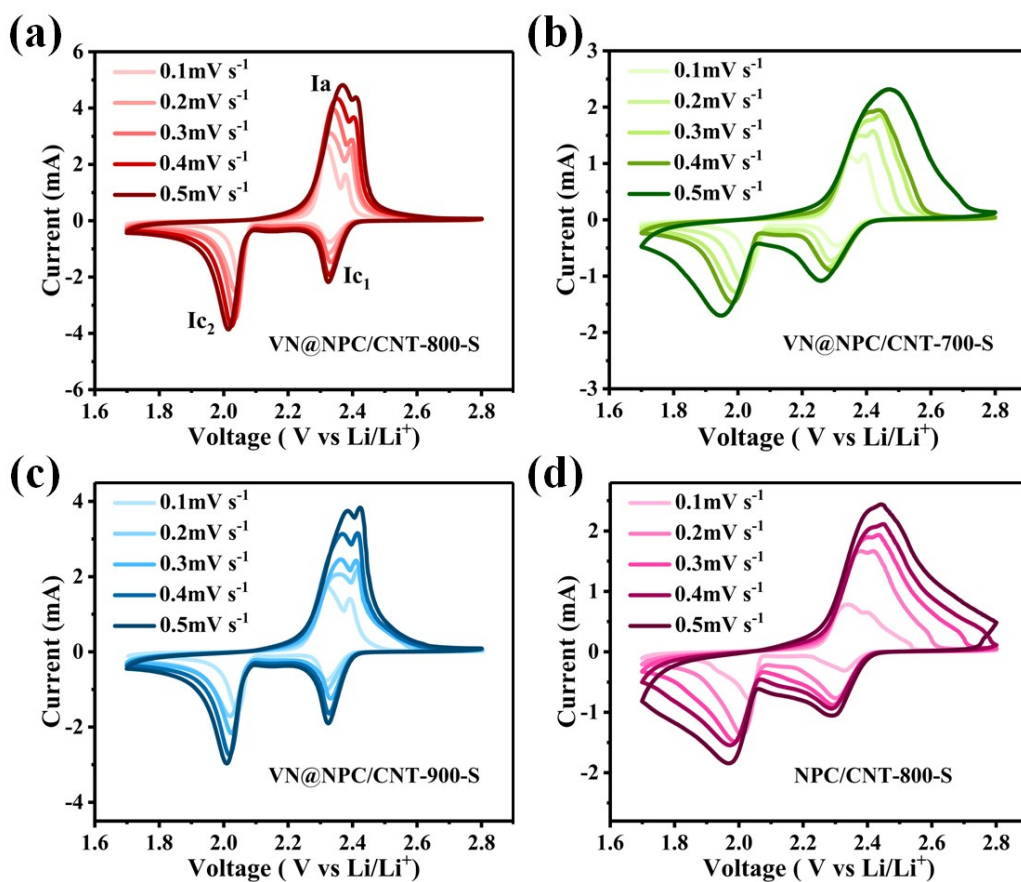 (a)
6
4
2
0
-2
-4
-6
Current (mA)
0.1mV s⁻¹
0.2mV s⁻¹
0.3mV s⁻¹
0.4mV s⁻¹
0.5mV s⁻¹
Ia
Ic₁
Ic₂
VN@NPC/CNT-800-S
1.6 1.8 2.0 2.2 2.4 2.6 2.8
Voltage ( V vs Li/Li⁺)
(b)
3
2
1
0
-1
-2
-3
Current (mA)
0.1mV s⁻¹
0.2mV s⁻¹
0.3mV s⁻¹
0.4mV s⁻¹
0.5mV s⁻¹
VN@NPC/CNT-700-S
1.6 1.8 2.0 2.2 2.4 2.6 2.8
Voltage ( V vs Li/Li⁺)
(c)
4
2
0
-2
-4
Current (mA)
0.1mV s⁻¹
0.2mV s⁻¹
0.3mV s⁻¹
0.4mV s⁻¹
0.5mV s⁻¹
VN@NPC/CNT-900-S
1.6 1.8 2.0 2.2 2.4 2.6 2.8
Voltage ( V vs Li/Li⁺)
(d)
2
1
0
-1
-2
Current (mA)
0.1mV s⁻¹
0.2mV s⁻¹
0.3mV s⁻¹
0.4mV s⁻¹
0.5mV s⁻¹
NPC/CNT-800-S
1.6 1.8 2.0 2.2 2.4 2.6 2.8
Voltage ( V vs Li/Li⁺)